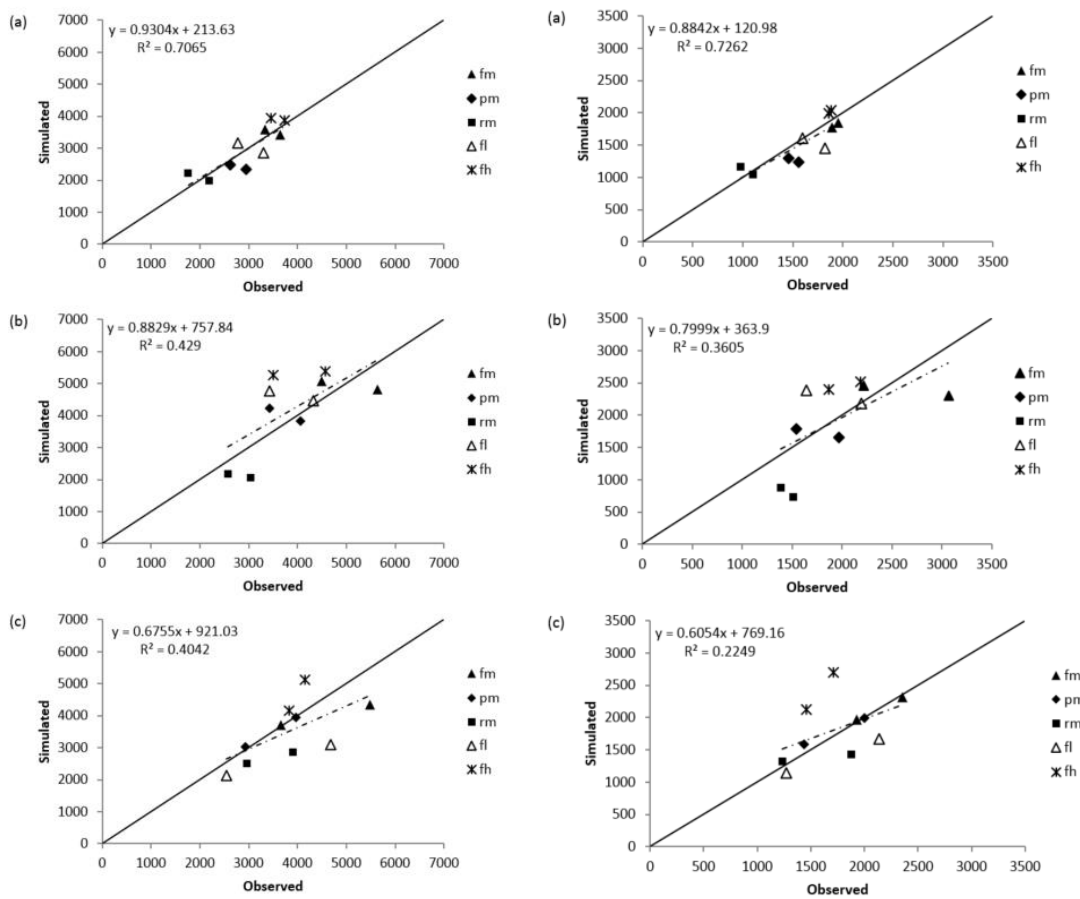 (a)
7000
6000
5000
4000
3000
2000
1000
0
Simulated
y = 0.9304x + 213.63
R² = 0.7065
0 1000 2000 3000 4000 5000 6000 7000
Observed
fm
pm
rm
fl
fh
(a)
3500
3000
2500
2000
1500
1000
500
0
Simulated
y = 0.8842x + 120.98
R² = 0.7262
0 500 1000 1500 2000 2500 3000 3500
Observed
fm
pm
rm
fl
fh
(b)
7000
6000
5000
4000
3000
2000
1000
0
Simulated
y = 0.8829x + 757.84
R² = 0.429
0 1000 2000 3000 4000 5000 6000 7000
Observed
fm
pm
rm
fl
fh
(b)
3500
3000
2500
2000
1500
1000
500
0
Simulated
y = 0.7999x + 363.9
R² = 0.3605
0 500 1000 1500 2000 2500 3000 3500
Observed
fm
pm
rm
fl
fh
(c)
7000
6000
5000
4000
3000
2000
1000
0
Simulated
y = 0.6755x + 921.03
R² = 0.4042
0 1000 2000 3000 4000 5000 6000 7000
Observed
fm
pm
rm
fl
fh
(c)
3500
3000
2500
2000
1500
1000
500
0
Simulated
y = 0.6054x + 769.16
R² = 0.2249
0 500 1000 1500 2000 2500 3000 3500
Observed
fm
pm
rm
fl
fh